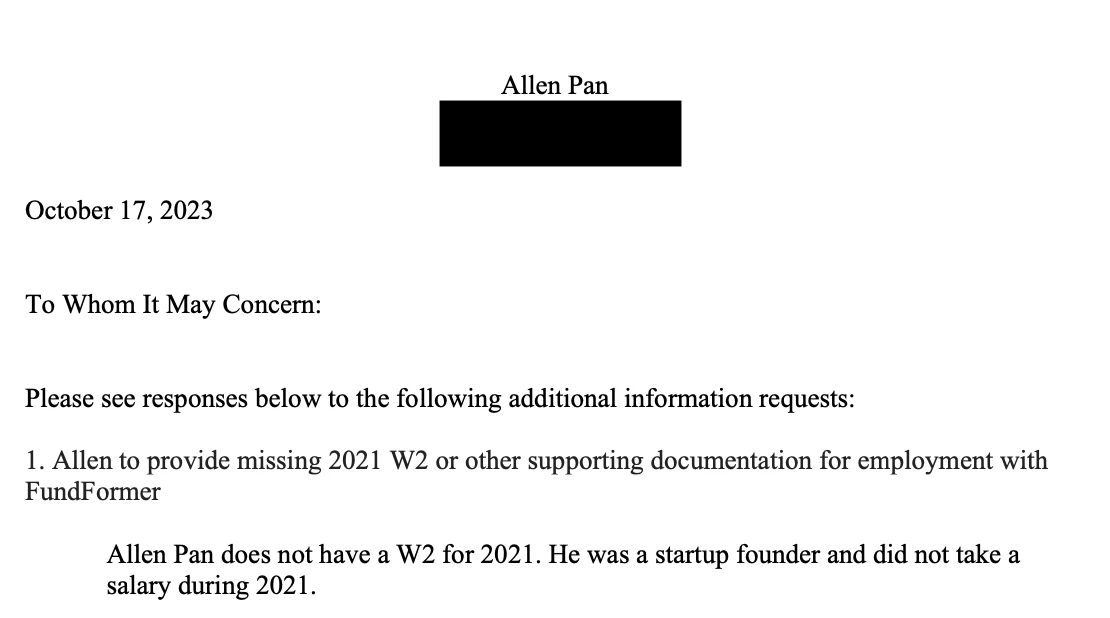 Allen Pan
October 17, 2023
To Whom It May Concern:
Please see responses below to the following additional information requests:
1. Allen to provide missing 2021 W2 or other supporting documentation for employment with
FundFormer
Allen Pan does not have a W2 for 2021. He was a startup founder and did not take a
salary during 2021.